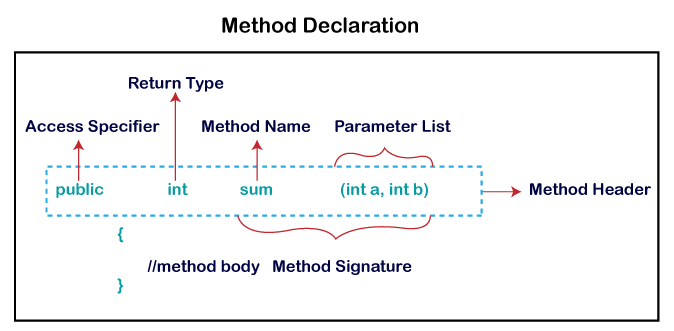 Method Declaration
Return Type
Access Specifier Method Name Parameter List
public int sum (int a, int b) Method Header
{
//method body Method Signature
}